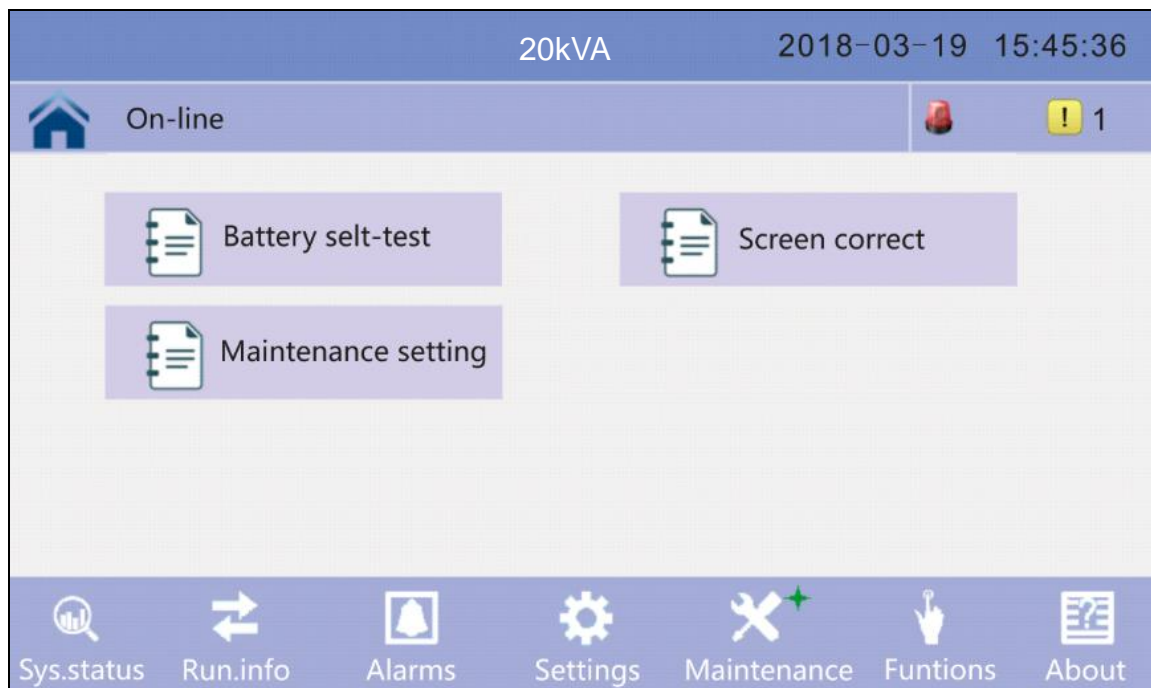 20kVA 2018-03-19 15:45:36
On-line ! 1
Battery selt-test Screen correct
Maintenance setting
Sys.status Run.info Alarms Settings Maintenance Funtions About